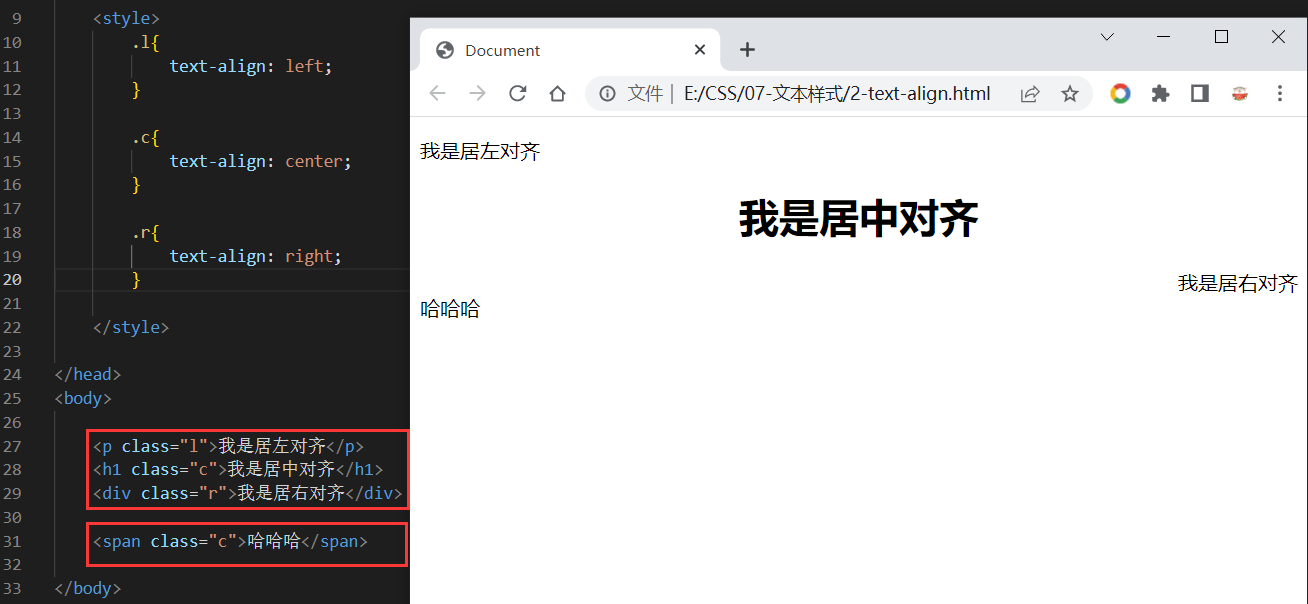 9 <style>
10 .l{
11 text-align: left;
12 }
13
14 .c{
15 text-align: center;
16 }
17
18 .r{
19 text-align: right;
20 }
21
22 </style>
23
24 </head>
25 <body>
26
27 <p class="l">我是居左对齐</p>
28 <h1 class="c">我是居中对齐</h1>
29 <div class="r">我是居右对齐</div>
30
31 <span class="c">哈哈哈</span>
32
33 </body>
Document
文件 | E:/CSS/07-文本样式/2-text-align.html
我是居左对齐
我是居中对齐
我是居右对齐
哈哈哈